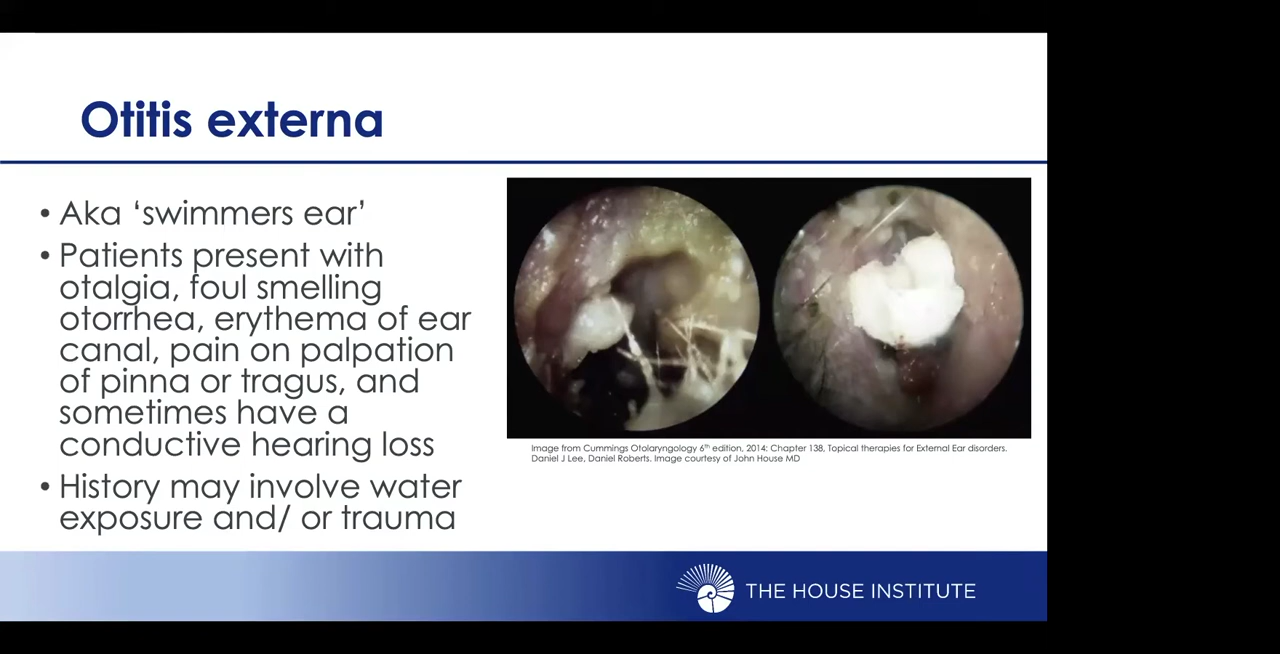 Otitis externa
• Aka ‘swimmers ear’
• Patients present with
otalgia, foul smelling
otorrhea, erythema of ear
canal, pain on palpation
of pinna or tragus, and
sometimes have a
conductive hearing loss
• History may involve water
exposure and/ or trauma
Image from Cummings Otolaryngology 6th edition, 2014: Chapter 138, Topical therapies for External Ear disorders.
Daniel J Lee, Daniel Roberts. Image courtesy of John House MD
THE HOUSE INSTITUTE